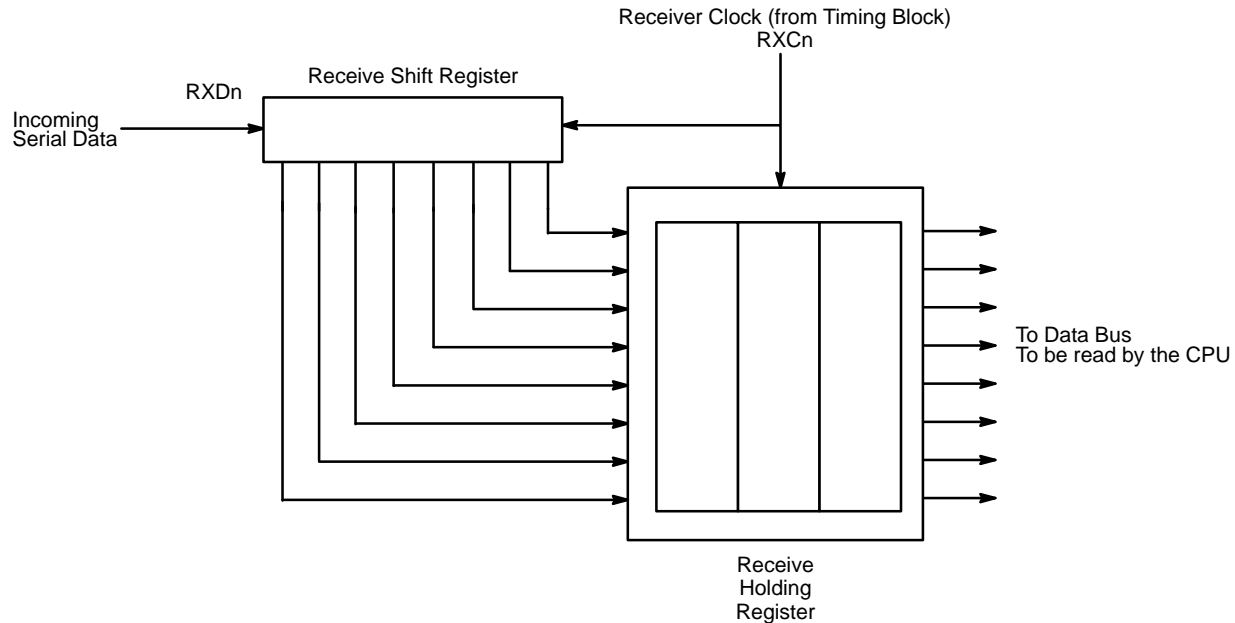 Receiver Clock (from Timing Block)
RXCn
Receive Shift Register
RXDn
Incoming
Serial Data
To Data Bus
To be read by the CPU
Receive
Holding
Register